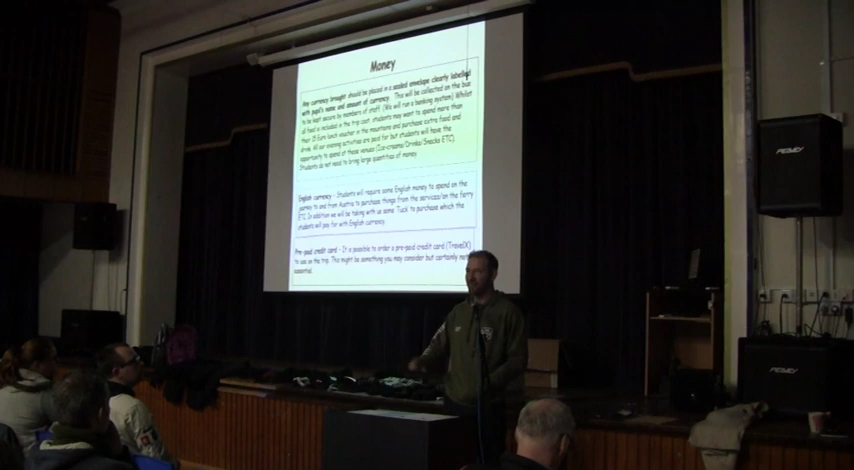 Money
Any currency brought should be placed in a sealed envelope clearly labelled
with pupil's name and amount of currency. This will be collected on the bus
to be kept secure by members of staff. (We will run a banking system) Whilst
all food is included in the trip cost, students may want to spend more than
their 15 Euro lunch voucher in the mountains and purchase extra food and
drink. All our evening activities are paid for but students will have the
opportunity to spend at these venues (Ice-creams/Drinks/Snacks ETC).
Students do not need to bring large quantities of money.
English currency - Students will require some English money to spend on the
journey to and from Austria to purchase things from the services/on the ferry
ETC. In addition we will be taking with us some Tuck to purchase which the
students will pay for with English currency.
Pre-paid credit card - It is possible to order a pre-paid credit card (TravelX)
to use on the trip. This might be something you may consider but certainly not
essential.
PEAVEY
PEAVEY